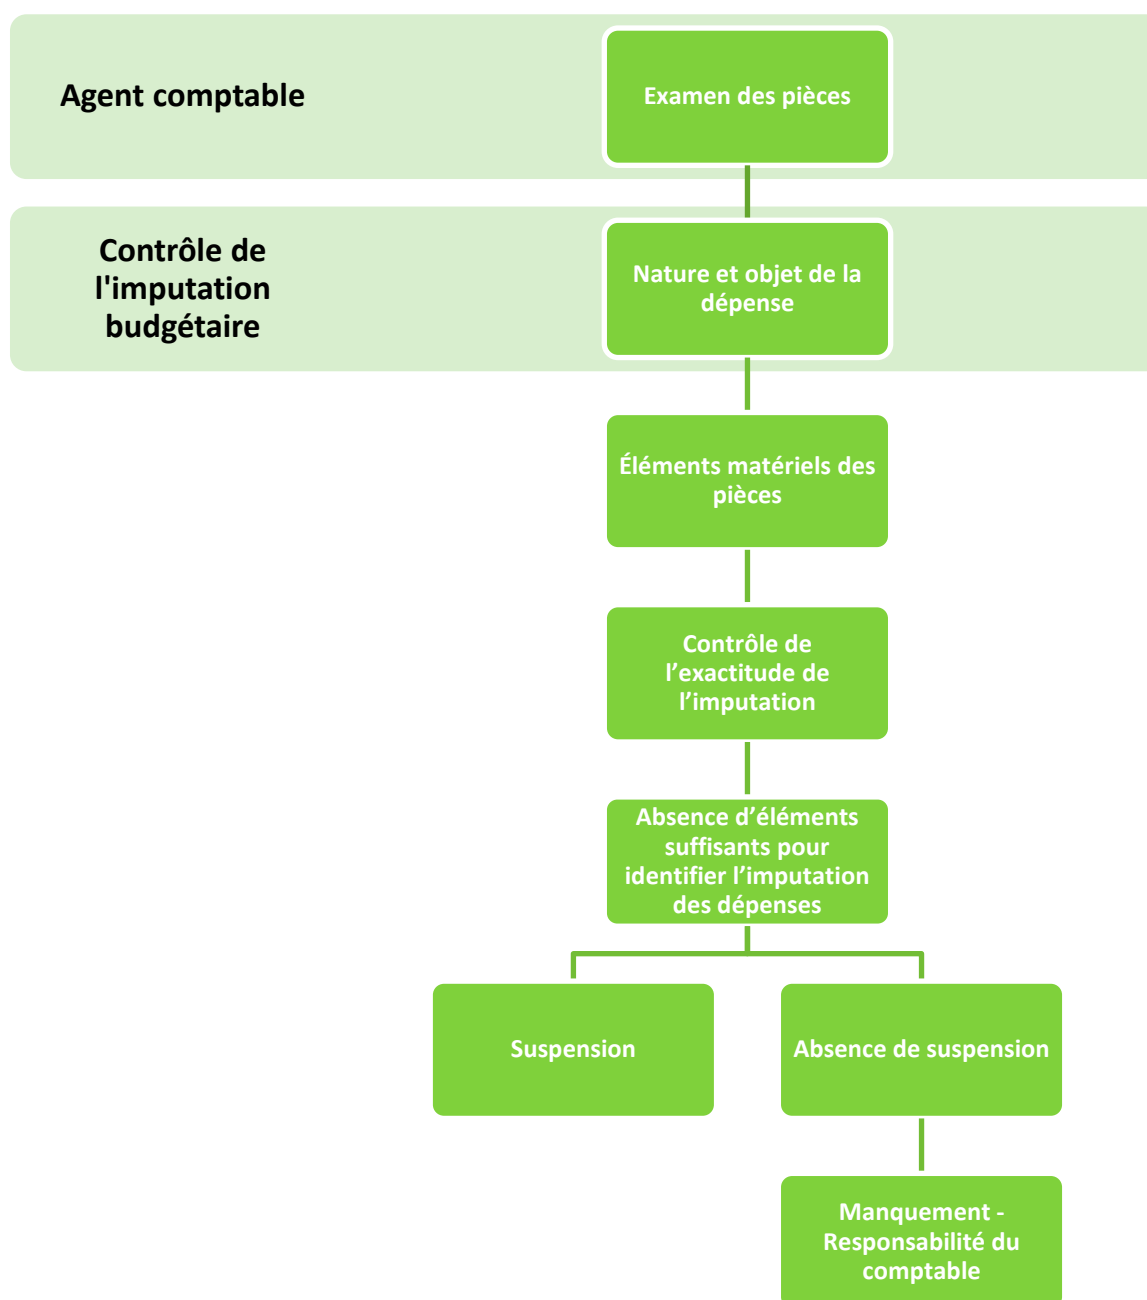 Agent comptable
Examen des pièces
Contrôle de
l'imputation
budgétaire
Nature et objet de la
dépense
Éléments matériels des
pièces
Contrôle de
l’exactitude de
l’imputation
Absence d’éléments
suffisants pour
identifier l’imputation
des dépenses
Suspension
Absence de suspension
Manquement -
Responsabilité du
comptable